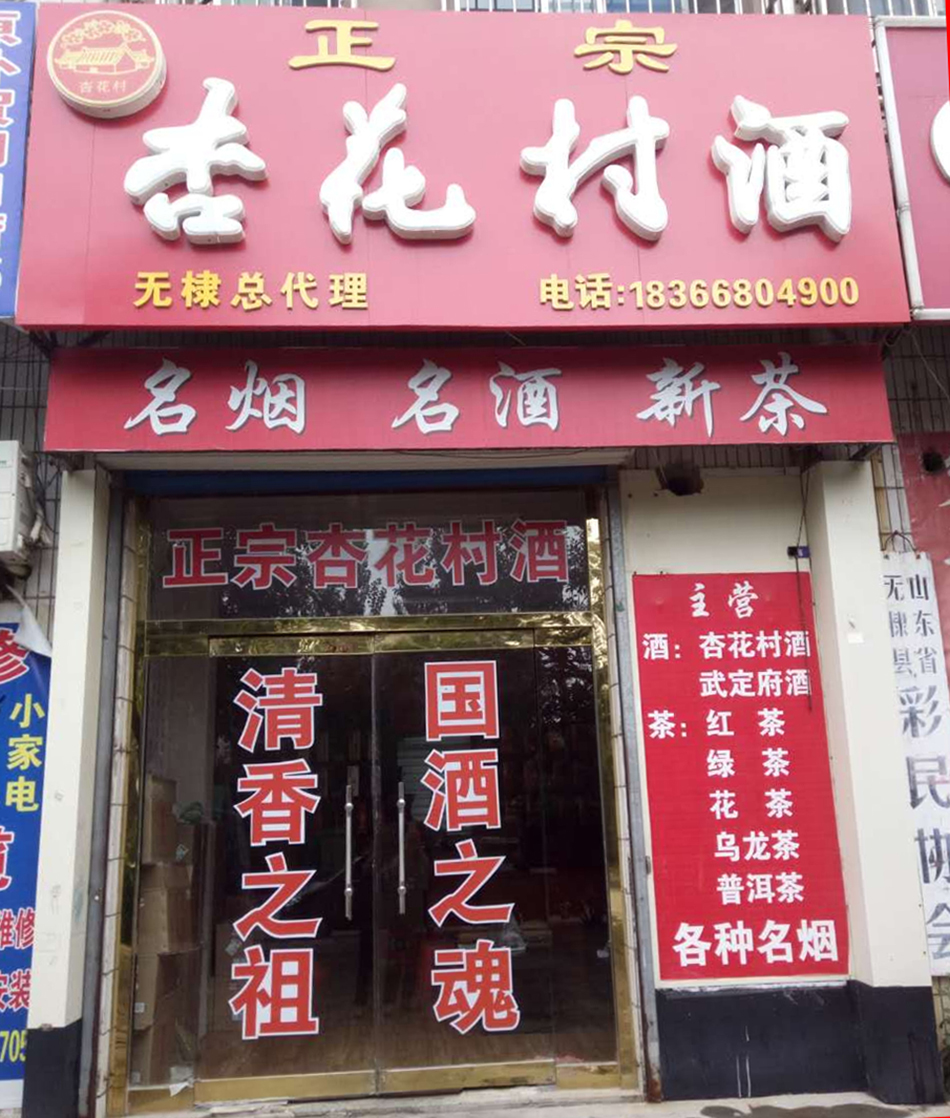 杏花村
正宗
杏花村酒
无棣总代理
电话:18366804900
名烟 名酒 新茶
正宗杏花村酒
清香之祖
国酒之魂
主营
酒：杏花村酒
武定府酒
茶：红茶
绿茶
花茶
乌龙茶
普洱茶
各种名烟
山东省
无棣县
彩民协会
修
小家电
维修
安装
705